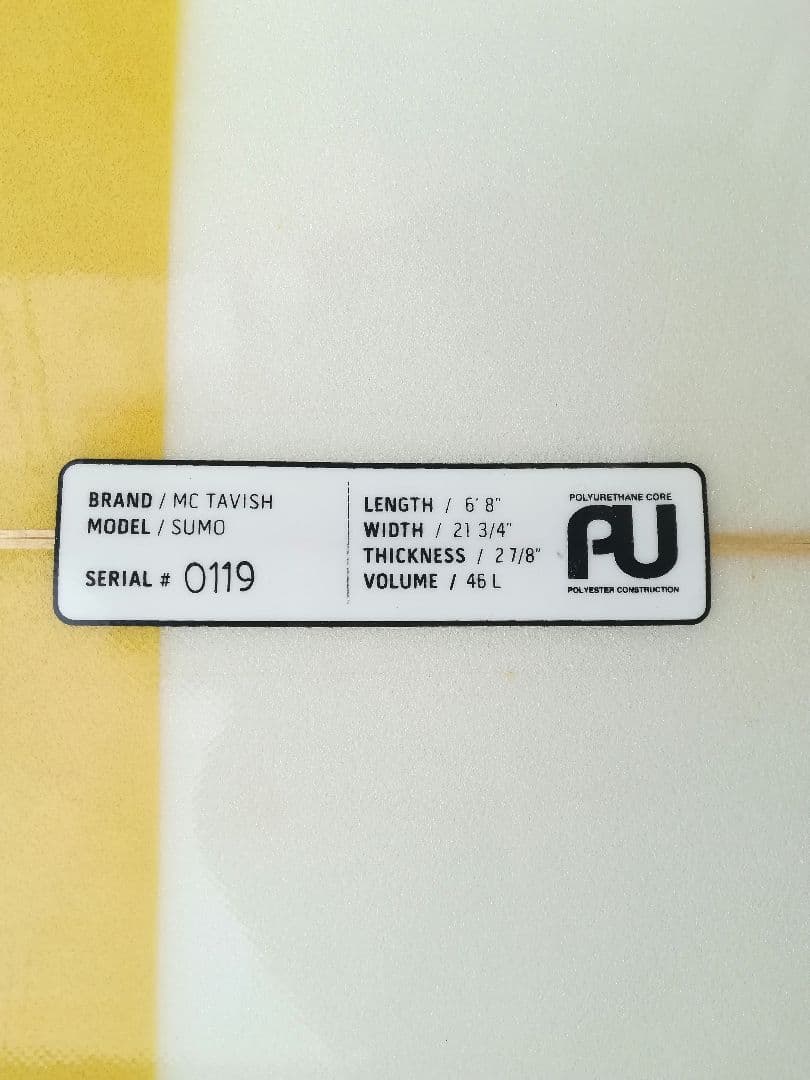 BRAND / MC TAVISH
MODEL / SUMO
SERIAL # 0119
LENGTH / 6' 8"
WIDTH / 21 3/4"
THICKNESS / 2 7/8"
VOLUME / 46 L
POLYURETHANE CORE
PU
POLYESTER CONSTRUCTION